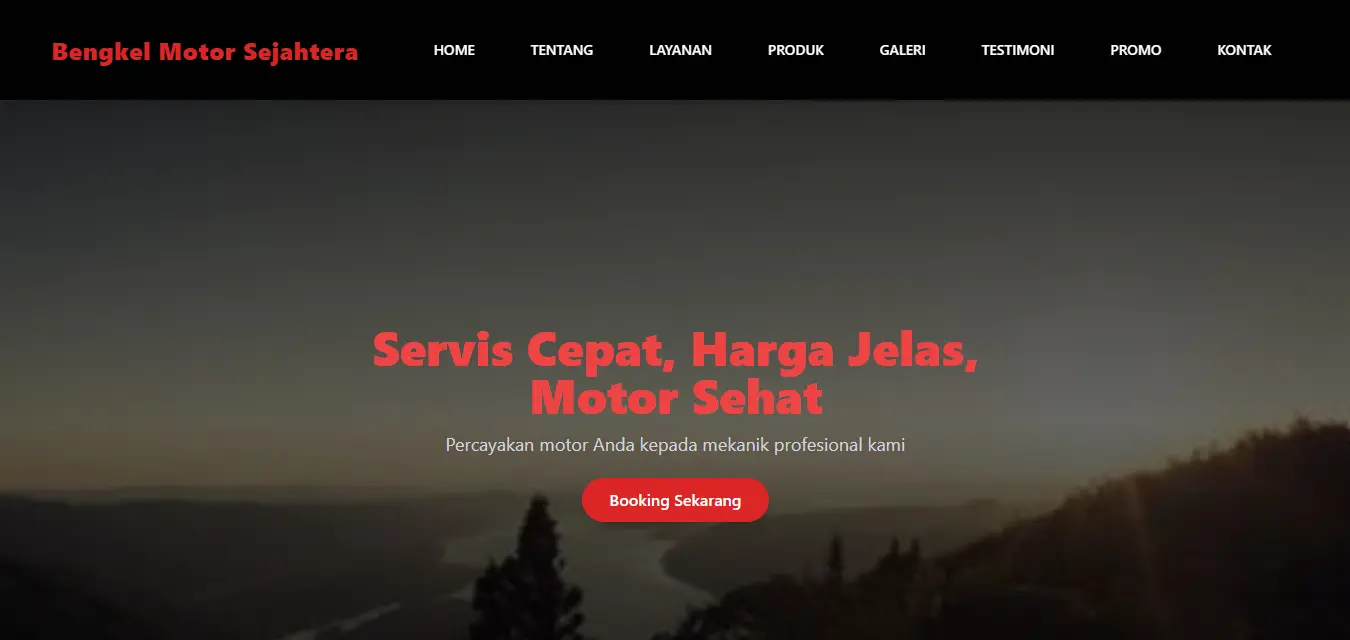 Bengkel Motor Sejahtera
HOME TENTANG LAYANAN PRODUK GALERI TESTIMONI PROMO KONTAK
Servis Cepat, Harga Jelas,
Motor Sehat
Percayakan motor Anda kepada mekanik profesional kami
Booking Sekarang